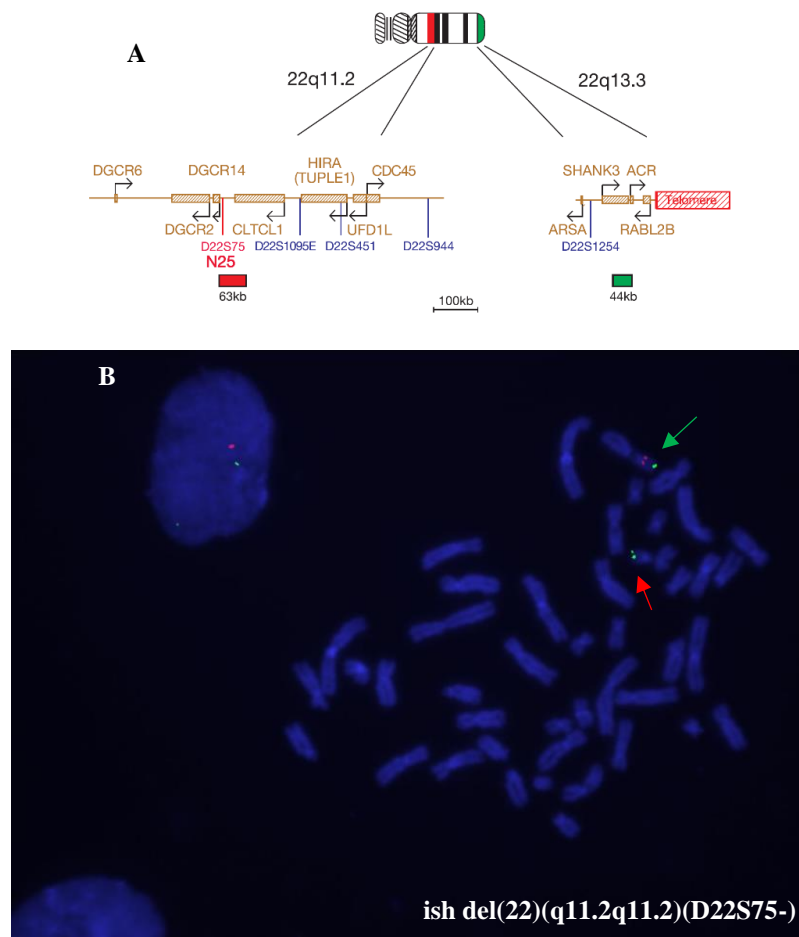 A
22q11.2
22q13.3
DGCR6
DGCR14
HIRA
(TUPLE1)
CDC45
SHANK3 ACR
Telomere
DGCR2 CLTCL1
UFD1L
ARSA
RABL2B
D22S75 D22S1095E D22S451 D22S944
D22S1254
N25
63kb
44kb
100kb
B
ish del(22)(q11.2q11.2)(D22S75-)